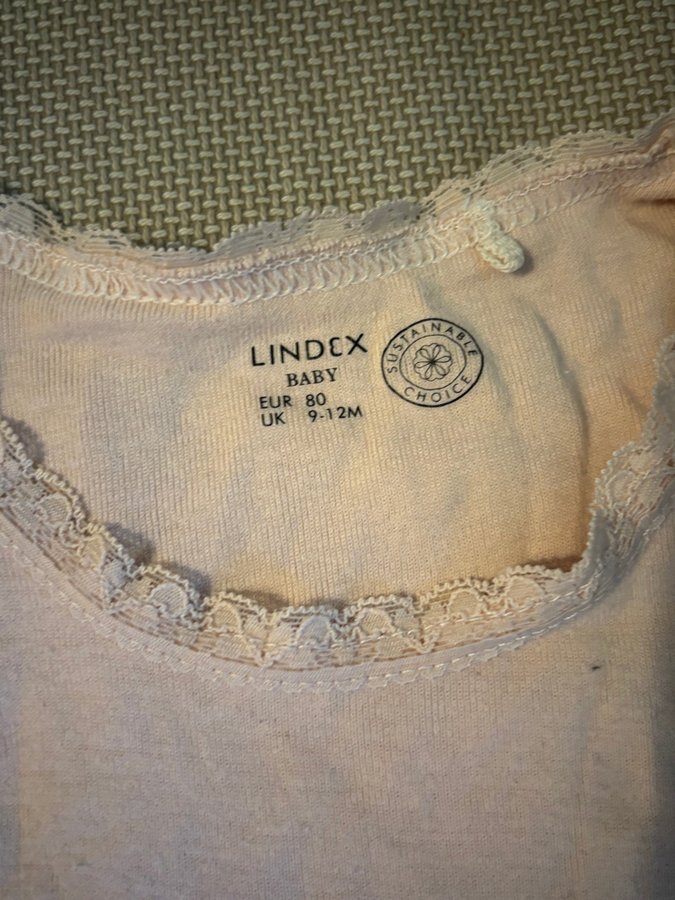 LINDEX
BABY
EUR 80
UK 9-12M
SUSTAINABLE
CHOICE